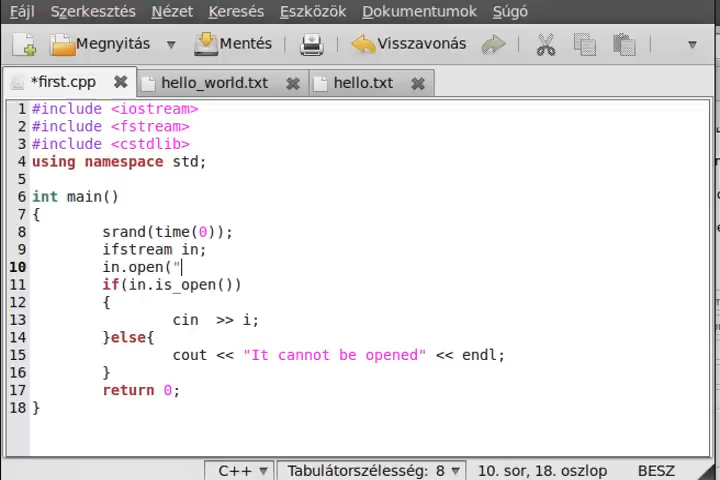 Fájl Szerkesztés Nézet Keresés Eszközök Dokumentumok Súgó
Megnyitás Mentés Visszavonás
*first.cpp hello_world.txt hello.txt
1 #include <iostream>
2 #include <fstream>
3 #include <cstdlib>
4 using namespace std;
5
6 int main()
7 {
8 srand(time(0));
9 ifstream in;
10 in.open("
11 if(in.is_open())
12 {
13 cin >> i;
14 }else{
15 cout << "It cannot be opened" << endl;
16 }
17 return 0;
18 }
C++ Tabulátorszélesség: 8 10. sor, 18. oszlop BESZ